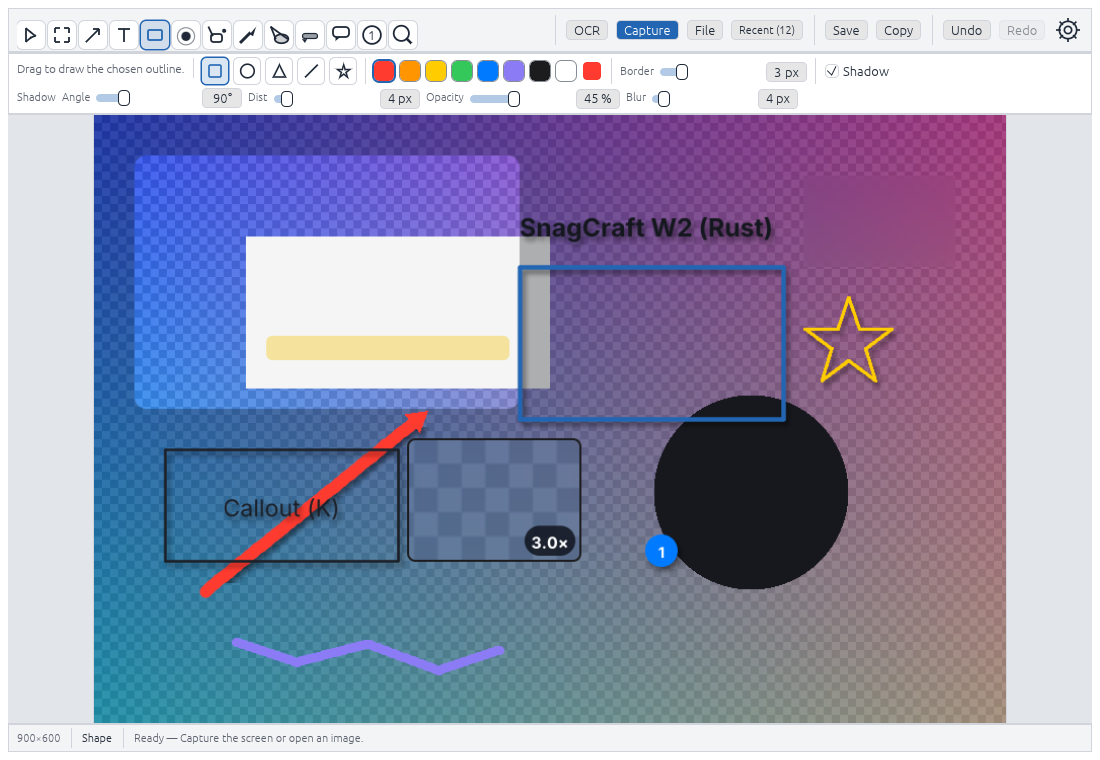 T
1
OCR Capture File Recent (12) Save Copy Undo Redo
Drag to draw the chosen outline.
Border 3 px Shadow
Shadow Angle 90° Dist 4 px Opacity 45 % Blur 4 px
SnagCraft W2 (Rust)
Callout (K)
3.0×
1
900×600 Shape Ready — Capture the screen or open an image.